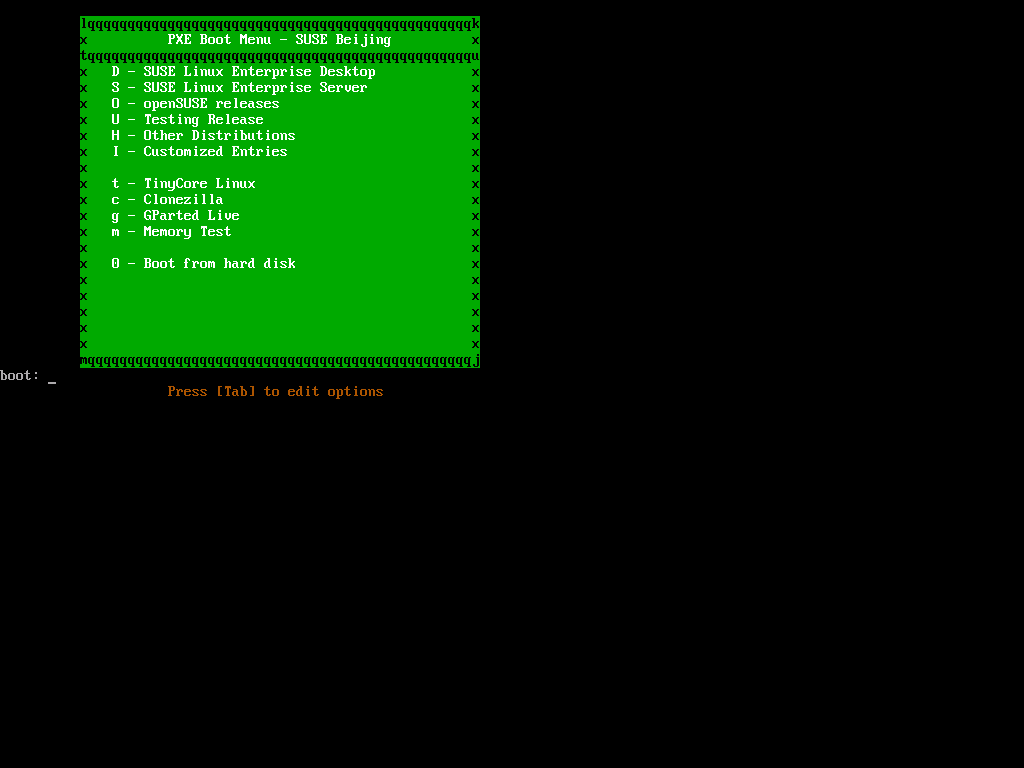 lqqqqqqqqqqqqqqqqqqqqqqqqqqqqqqqqqqqqqqqqqqqqqqqqk
x PXE Boot Menu - SUSE Beijing x
tqqqqqqqqqqqqqqqqqqqqqqqqqqqqqqqqqqqqqqqqqqqqqqqqu
x D - SUSE Linux Enterprise Desktop x
x S - SUSE Linux Enterprise Server x
x O - openSUSE releases x
x U - Testing Release x
x H - Other Distributions x
x I - Customized Entries x
x x
x t - TinyCore Linux x
x c - Clonezilla x
x g - GParted Live x
x m - Memory Test x
x x
x 0 - Boot from hard disk x
x x
x x
x x
x x
x x
mqqqqqqqqqqqqqqqqqqqqqqqqqqqqqqqqqqqqqqqqqqqqqqqqj
boot: _
Press [Tab] to edit options